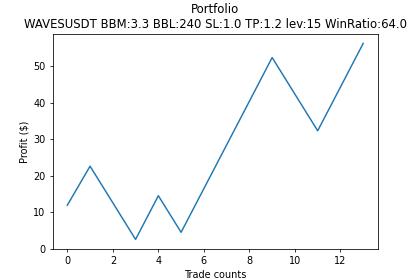 Portfolio
WAVESUSDT BBM:3.3 BBL:240 SL:1.0 TP:1.2 lev:15 WinRatio:64.0
50
40
30
20
10
0
Profit ($)
0 2 4 6 8 10 12
Trade counts